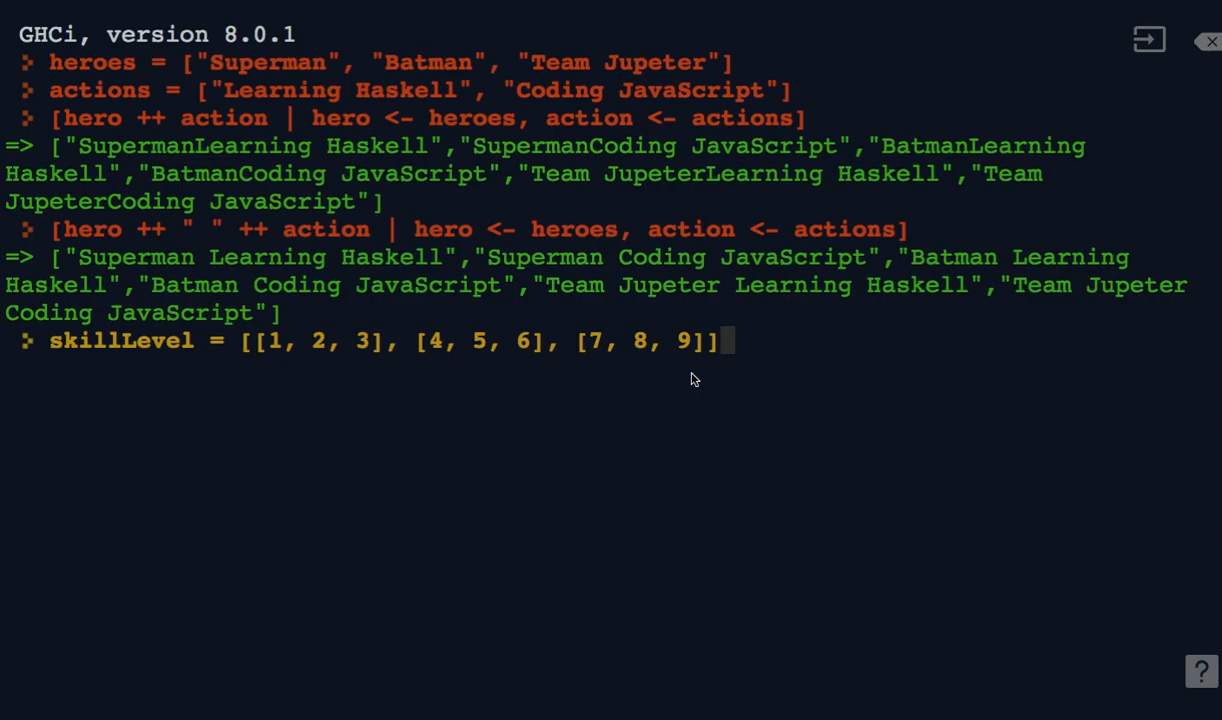 GHCi, version 8.0.1
heroes = ["Superman", "Batman", "Team Jupeter"]
actions = ["Learning Haskell", "Coding JavaScript"]
[hero ++ action | hero <- heroes, action <- actions]
=> ["SupermanLearning Haskell","SupermanCoding JavaScript","BatmanLearning
Haskell","BatmanCoding JavaScript","Team JupeterLearning Haskell","Team
JupeterCoding JavaScript"]
[hero ++ " " ++ action | hero <- heroes, action <- actions]
=> ["Superman Learning Haskell","Superman Coding JavaScript","Batman Learning
Haskell","Batman Coding JavaScript","Team Jupeter Learning Haskell","Team Jupeter
Coding JavaScript"]
skillLevel = [[1, 2, 3], [4, 5, 6], [7, 8, 9]]
?